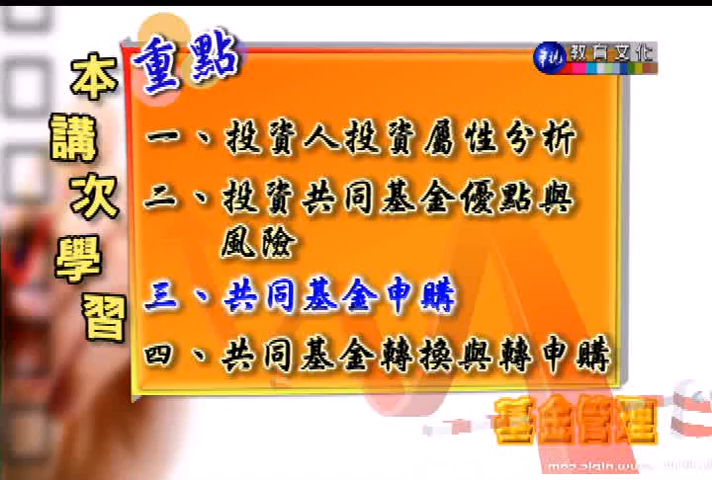 本講次學習
重點
華視 教育文化
一、投資人投資屬性分析
二、投資共同基金優點與
風險
三、共同基金申購
四、共同基金轉換與轉申購
基金管理